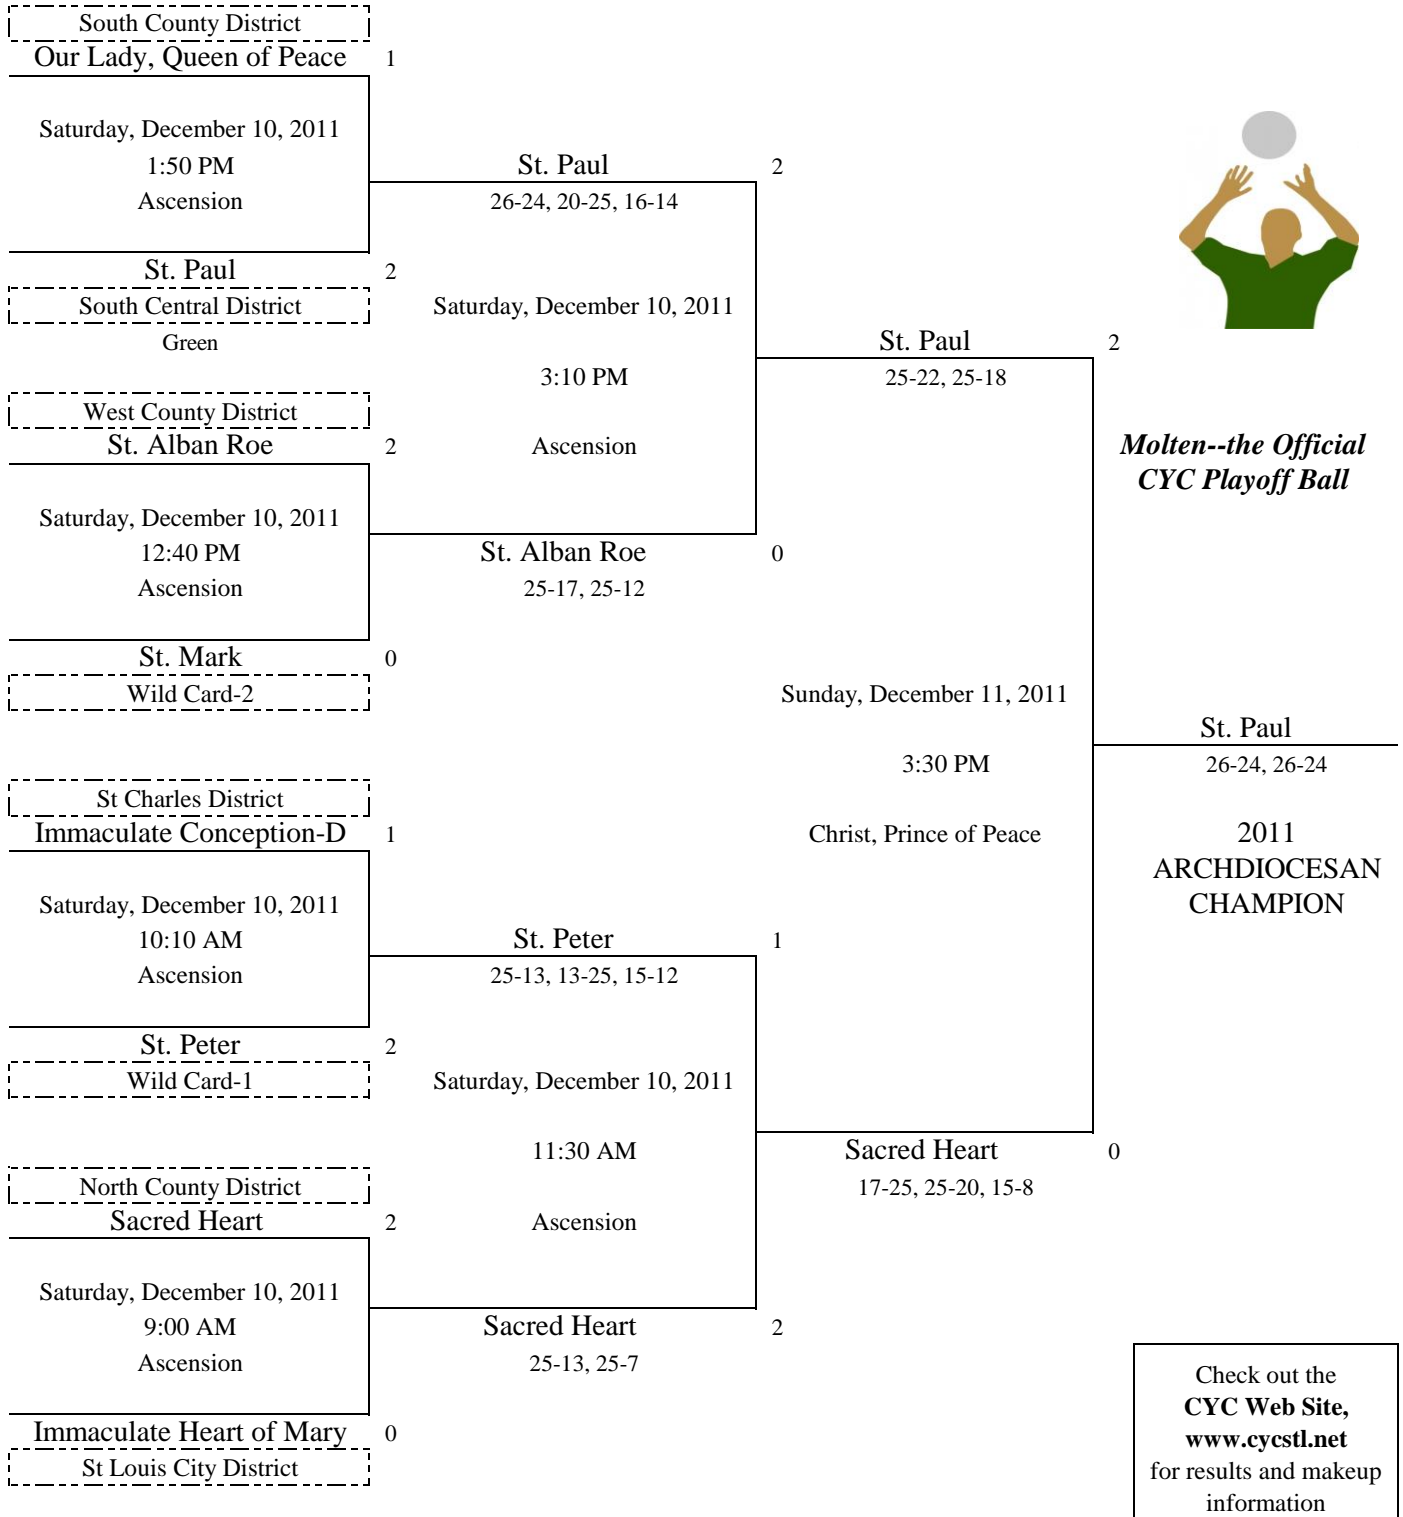 South County District
Our Lady, Queen of Peace 1
Saturday, December 10, 2011
1:50 PM
Ascension
St. Paul 2
South Central District
Green
West County District
St. Alban Roe 2
Saturday, December 10, 2011
12:40 PM
Ascension
St. Mark 0
Wild Card-2
St Charles District
Immaculate Conception-D 1
Saturday, December 10, 2011
10:10 AM
Ascension
St. Peter 2
Wild Card-1
North County District
Sacred Heart 2
Saturday, December 10, 2011
9:00 AM
Ascension
Immaculate Heart of Mary 0
St Louis City District
St. Paul 2
26-24, 20-25, 16-14
Saturday, December 10, 2011
3:10 PM
Ascension
St. Alban Roe 0
25-17, 25-12
St. Peter 1
25-13, 13-25, 15-12
Saturday, December 10, 2011
11:30 AM
Ascension
Sacred Heart 2
25-13, 25-7
St. Paul 2
25-22, 25-18
Sunday, December 11, 2011
3:30 PM
Christ, Prince of Peace
Sacred Heart 0
17-25, 25-20, 15-8
Molten--the Official
CYC Playoff Ball
St. Paul
26-24, 26-24
2011
ARCHDIOCESAN
CHAMPION
Check out the
CYC Web Site,
www.cycstl.net
for results and makeup
information